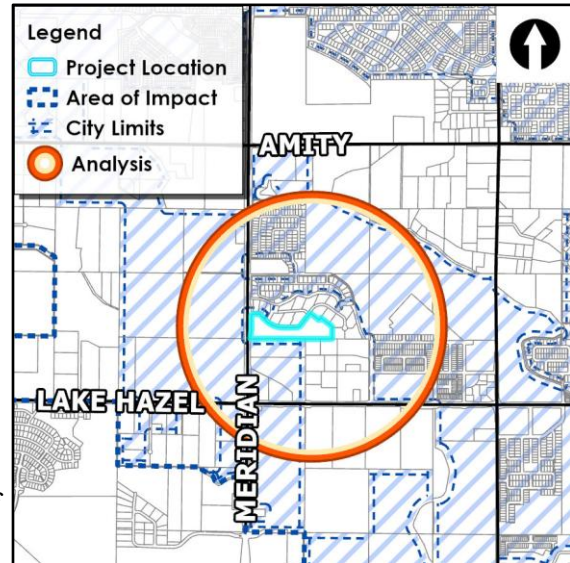 Legend
Project Location
Area of Impact
City Limits
Analysis
AMITY
LAKE HAZEL
MERIDIAN